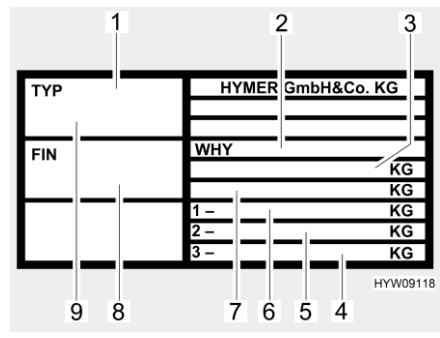 1 2 3
TYP
HYMER GmbH&Co. KG
FIN
WHY
KG
KG
1 – KG
2 – KG
3 – KG
HYW09118
9 8 7 6 5 4